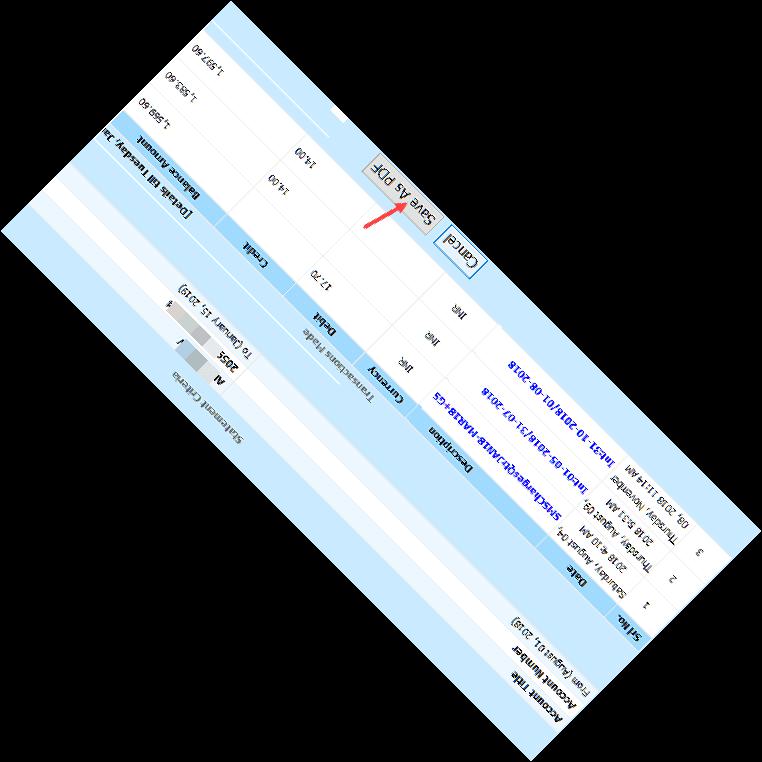 Statement Criteria
Account Title AI /
Account Number 2059
From (August 01, 2018) To (January 15, 2019)
Transactions Made
[Details till Tuesday, Ja
Srl No. Date Description Currency Debit Credit Balance Amount
1 Saturday, August 04, 2018 4:10 AM SMSChargesQtrJAN18-MAR18+GS INR 17.70 1,569.60
2 Thursday, August 09, 2018 5:31 AM Int:01-05-2018/31-07-2018 INR 14.00 1,583.60
3 Thursday, November 08, 2018 11:14 AM Int:31-10-2018/01-08-2018 INR 14.00 1,597.60
Cancel Save As PDF